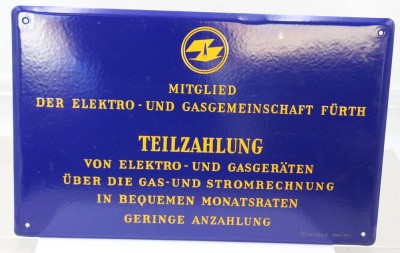 MITGLIED
DER ELEKTRO - UND GASGEMEINSCHAFT FÜRTH
TEILZAHLUNG
VON ELEKTRO - UND GASGERÄTEN
ÜBER DIE GAS - UND STROMRECHNUNG
IN BEQUEMEN MONATSRATEN
GERINGE ANZAHLUNG